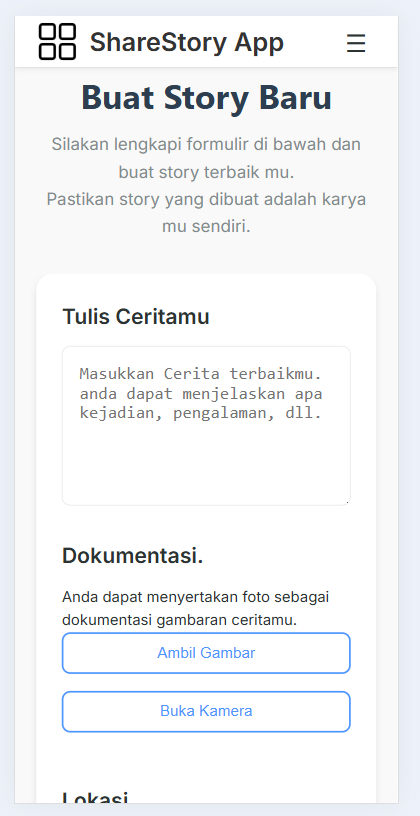 ShareStory App
Buat Story Baru
Silakan lengkapi formulir di bawah dan
buat story terbaik mu.
Pastikan story yang dibuat adalah karya
mu sendiri.
Tulis Ceritamu
Masukkan Cerita terbaikmu.
anda dapat menjelaskan apa
kejadian, pengalaman, dll.
Dokumentasi.
Anda dapat menyertakan foto sebagai
dokumentasi gambaran ceritamu.
Ambil Gambar
Buka Kamera
Lokasi